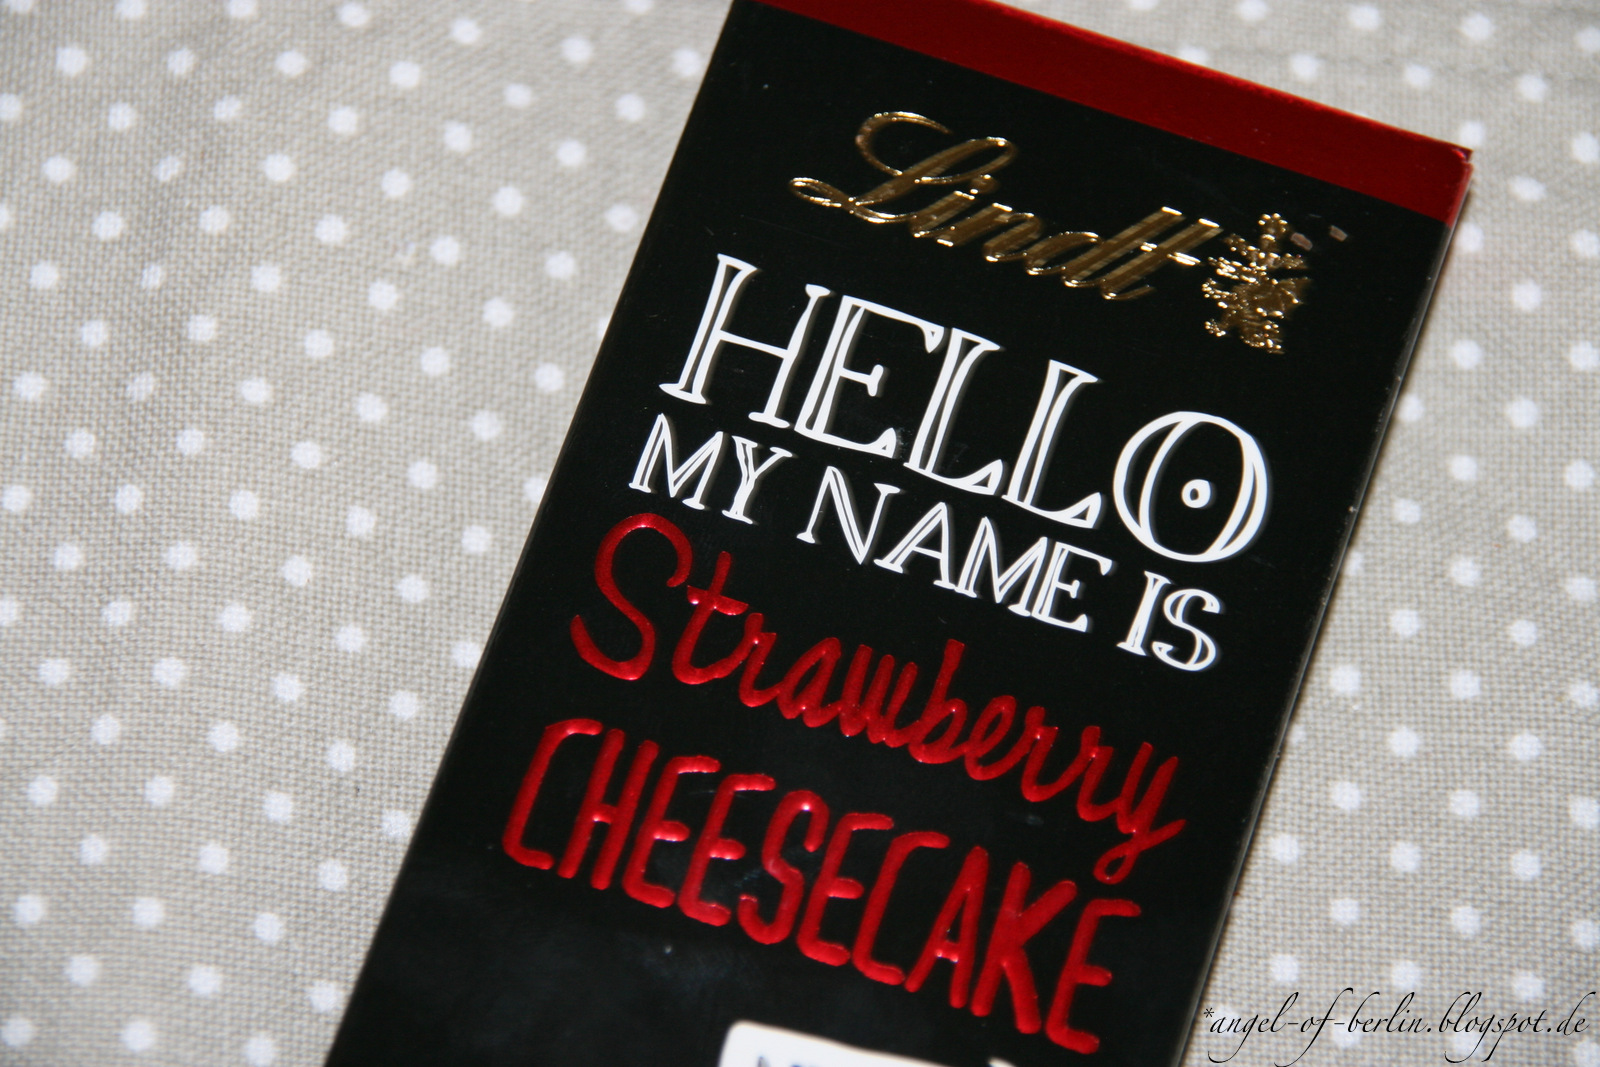 Lindt
HELLO
MY NAME IS
Strawberry
CHEESECAKE
*angel-of-berlin.blogspot.de